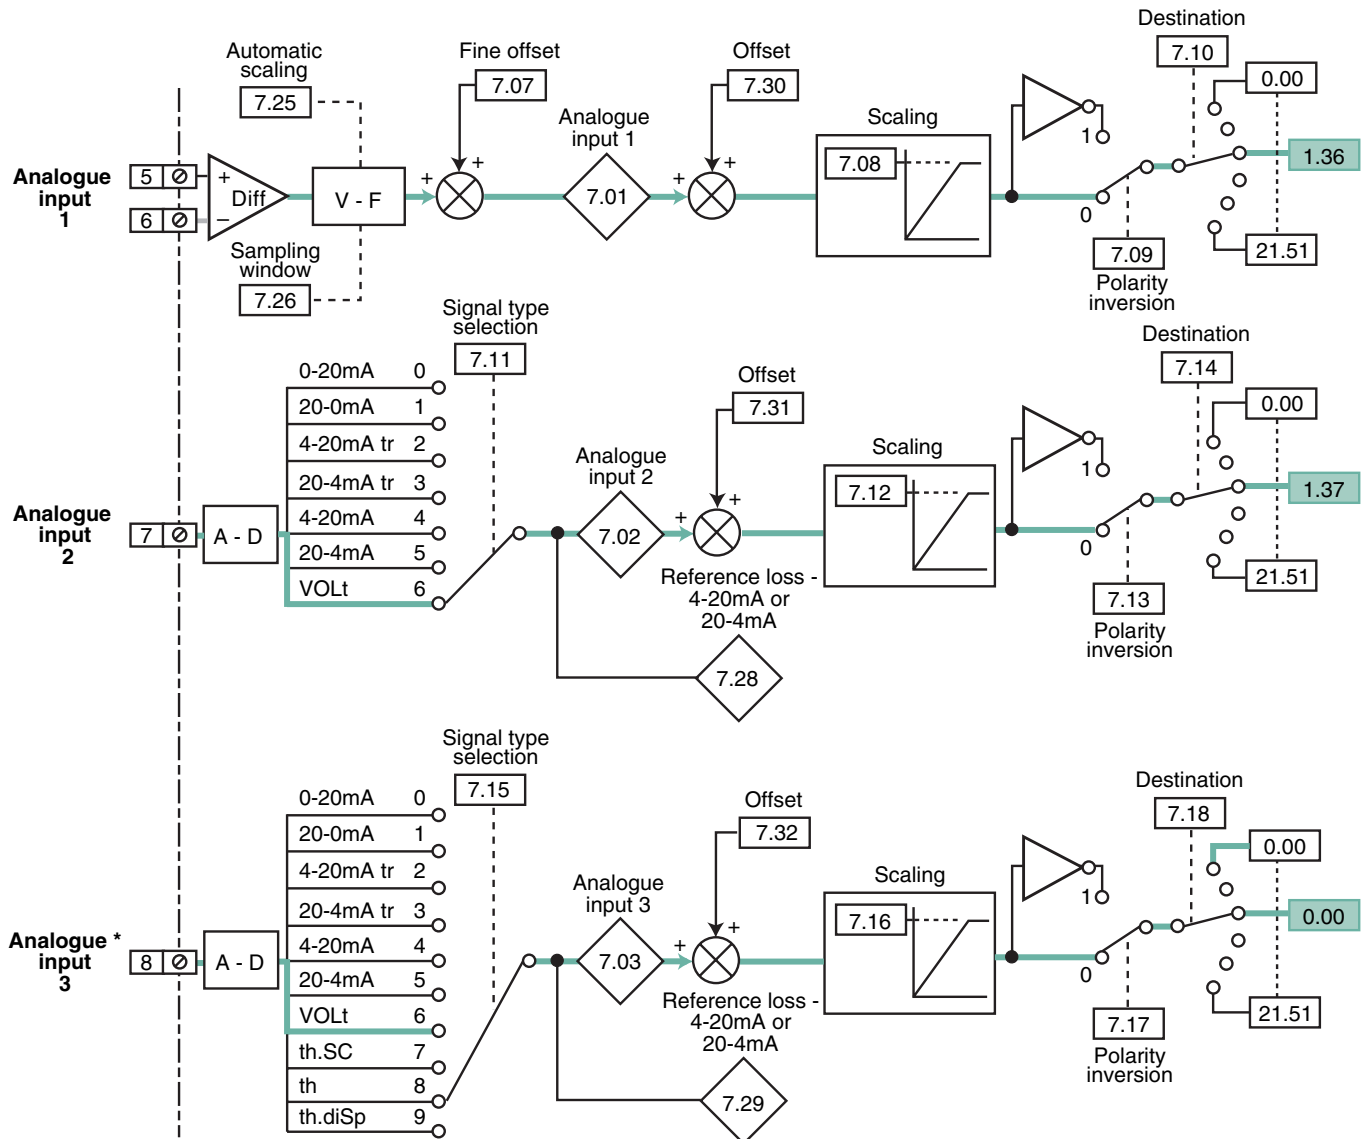 Destination
7.10
0.00
Automatic
scaling
7.25
Fine offset
7.07
Offset
7.30
Analogue
input 1
7.01
Scaling
7.08
1
0
1.36
Analogue
input
1
5
6
+
Diff
−
V - F
+
+
+
+
7.09
Polarity
inversion
21.51
Sampling
window
7.26
Signal type
selection
7.11
0-20mA 0
20-0mA 1
4-20mA tr 2
20-4mA tr 3
4-20mA 4
20-4mA 5
VOLt 6
Analogue
input
2
7
A - D
Analogue
input 2
7.02
Offset
7.31
+
+
Reference loss -
4-20mA or
20-4mA
7.28
Scaling
7.12
1
0
7.13
Polarity
inversion
Destination
7.14
0.00
1.37
21.51
Signal type
selection
7.15
0-20mA 0
20-0mA 1
4-20mA tr 2
20-4mA tr 3
4-20mA 4
20-4mA 5
VOLt 6
th.SC 7
th 8
th.diSp 9
Analogue *
input
3
8
A - D
Analogue
input 3
7.03
Offset
7.32
+
+
Reference loss -
4-20mA or
20-4mA
7.29
Scaling
7.16
1
0
7.17
Polarity
inversion
Destination
7.18
0.00
0.00
21.51